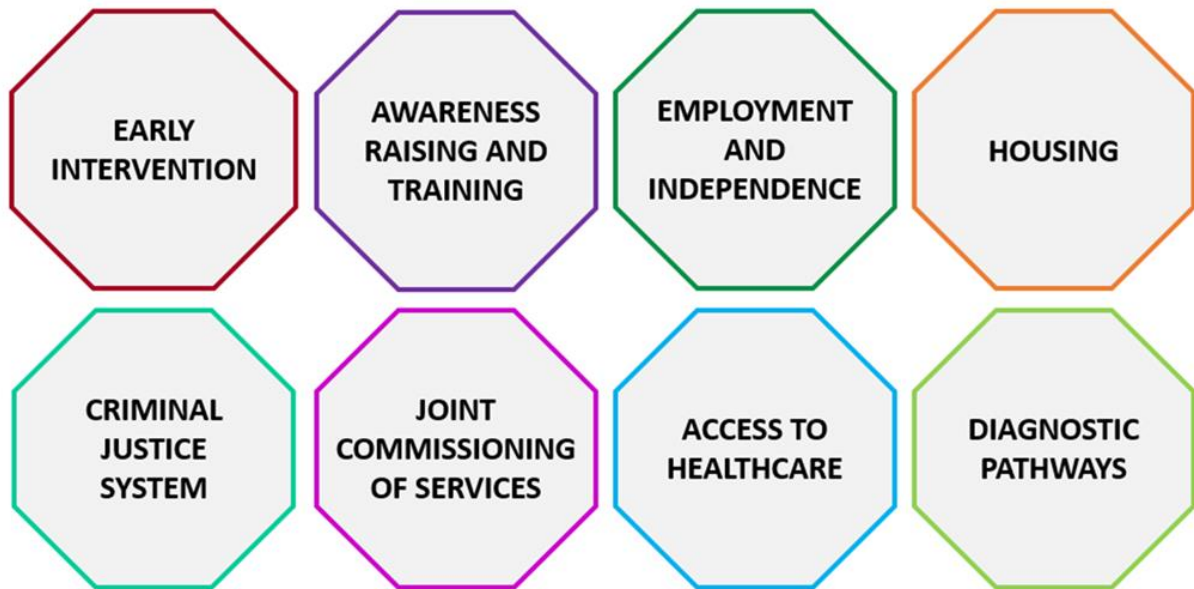 EARLY
INTERVENTION
AWARENESS
RAISING AND
TRAINING
EMPLOYMENT
AND
INDEPENDENCE
HOUSING
CRIMINAL
JUSTICE
SYSTEM
JOINT
COMMISSIONING
OF SERVICES
ACCESS TO
HEALTHCARE
DIAGNOSTIC
PATHWAYS